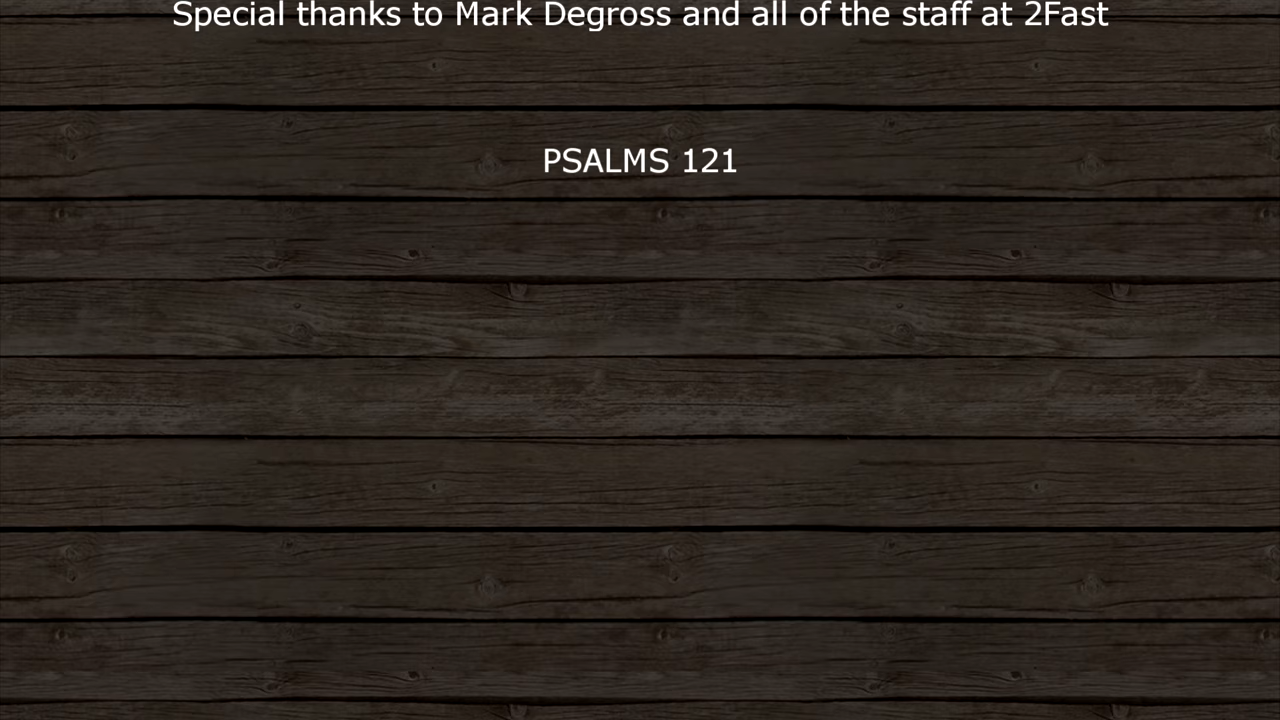 Special thanks to Mark Degross and all of the staff at 2Fast
PSALMS 121